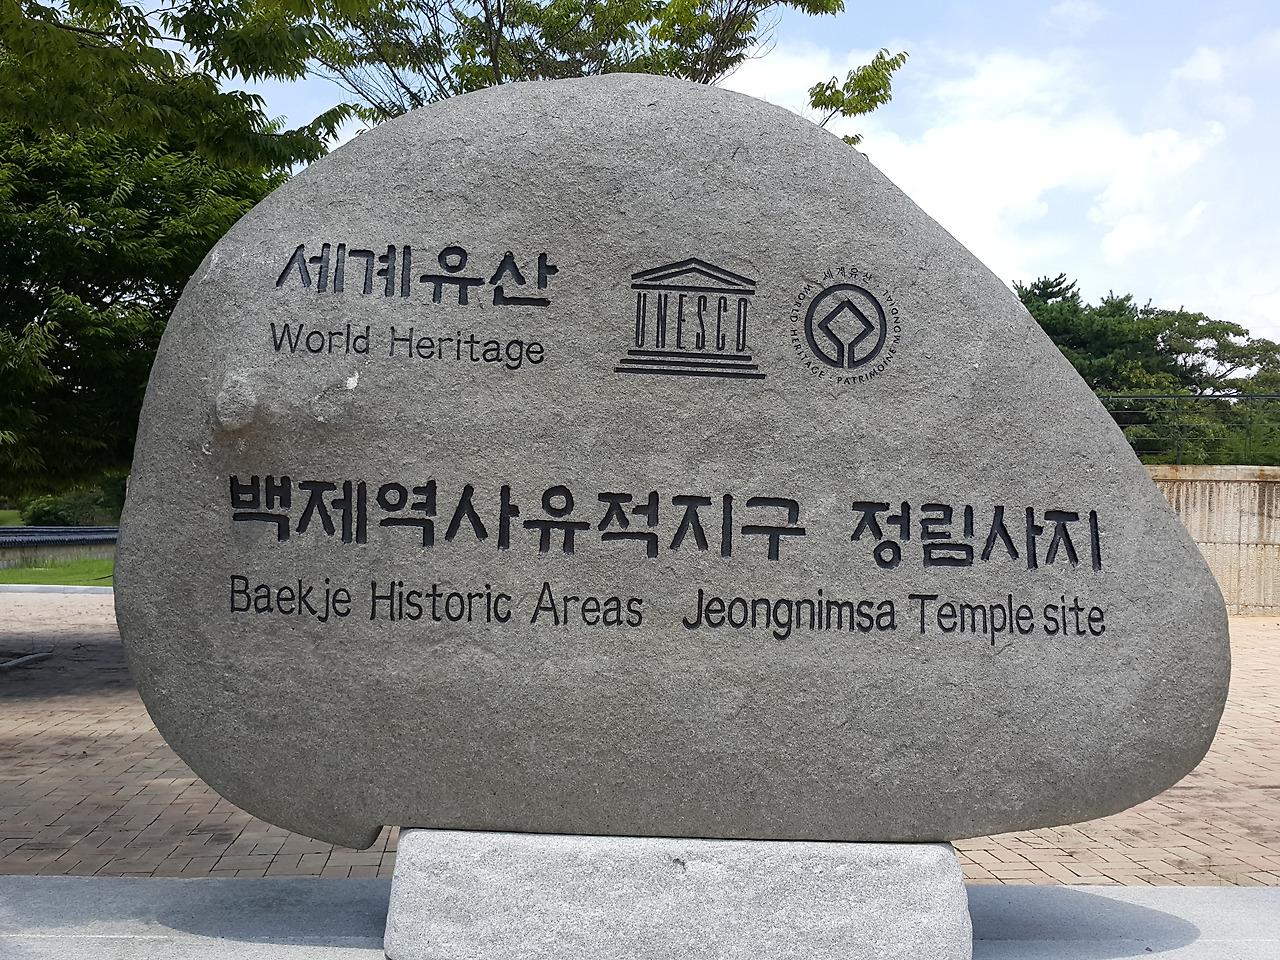 세계유산
World Heritage
UNESCO
세계유산
WORLD HERITAGE · PATRIMOINE MONDIAL
백제역사유적지구 정림사지
Baekje Historic Areas Jeongnimsa Temple site